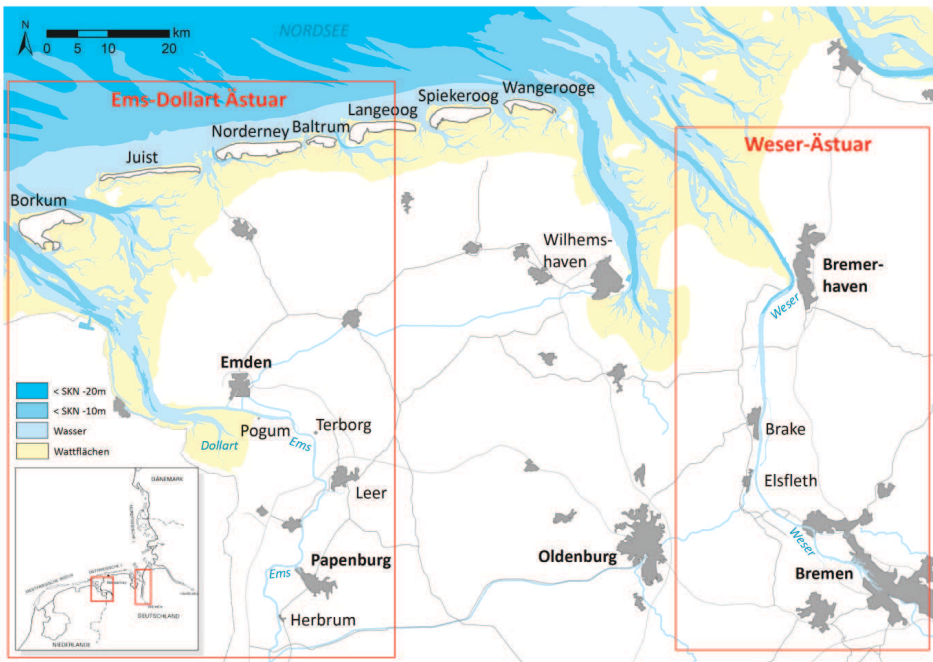 N
km
0 5 10 20
NORDSEE
Ems-Dollart Ästuar
Wangerooge
Spiekeroog
Langeoog
Baltrum
Norderney
Juist
Borkum
Weser-Ästuar
Wilhems-
haven
Bremer-
haven
Weser
Emden
< SKN -20m
< SKN -10m
Wasser
Wattflächen
Pogum
Terborg
Ems
Dollart
Brake
Leer
Elsfleth
Papenburg
Oldenburg
Weser
Bremen
Ems
Herbrum
DÄNEMARK
DEUTSCHLAND
NIEDERLANDE